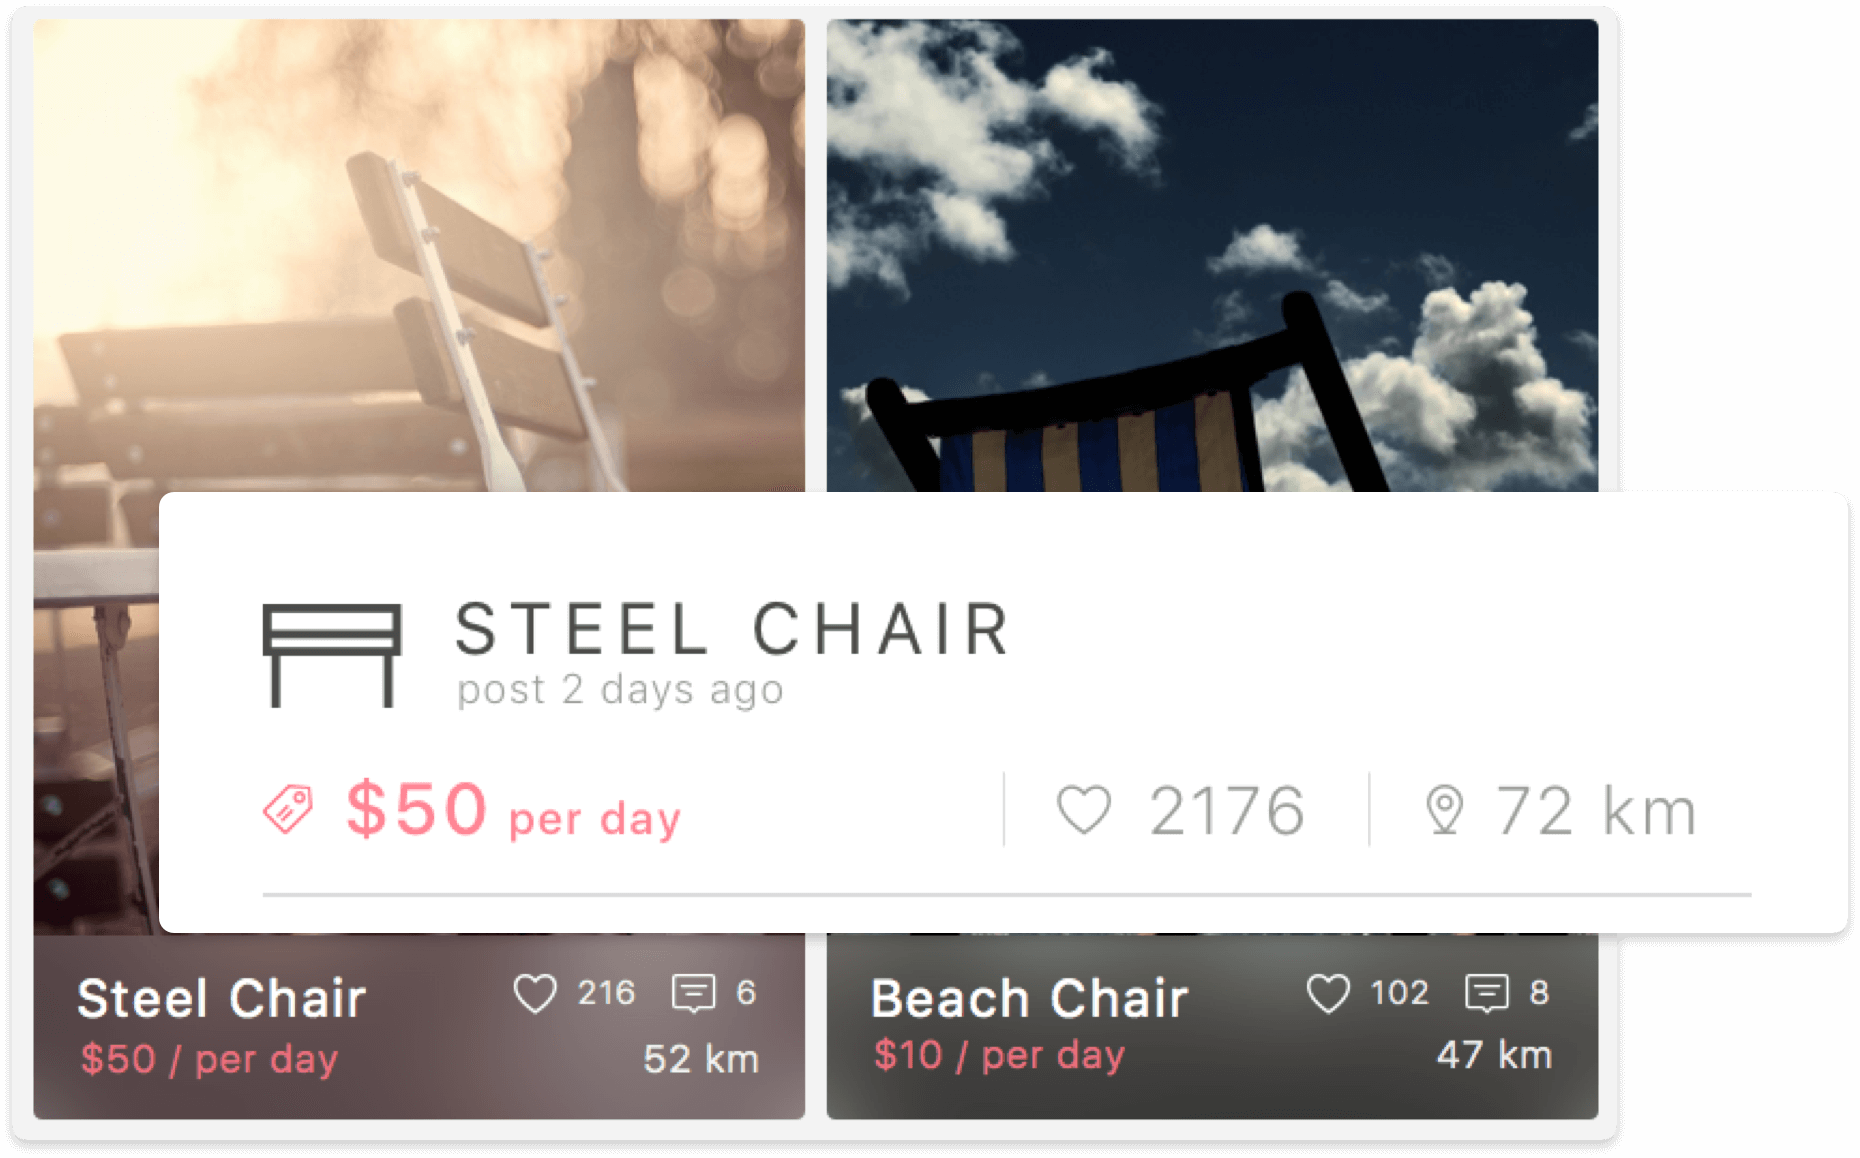 STEEL CHAIR
post 2 days ago
$50 per day 2176 72 km
Steel Chair 216 6
$50 / per day 52 km
Beach Chair 102 8
$10 / per day 47 km